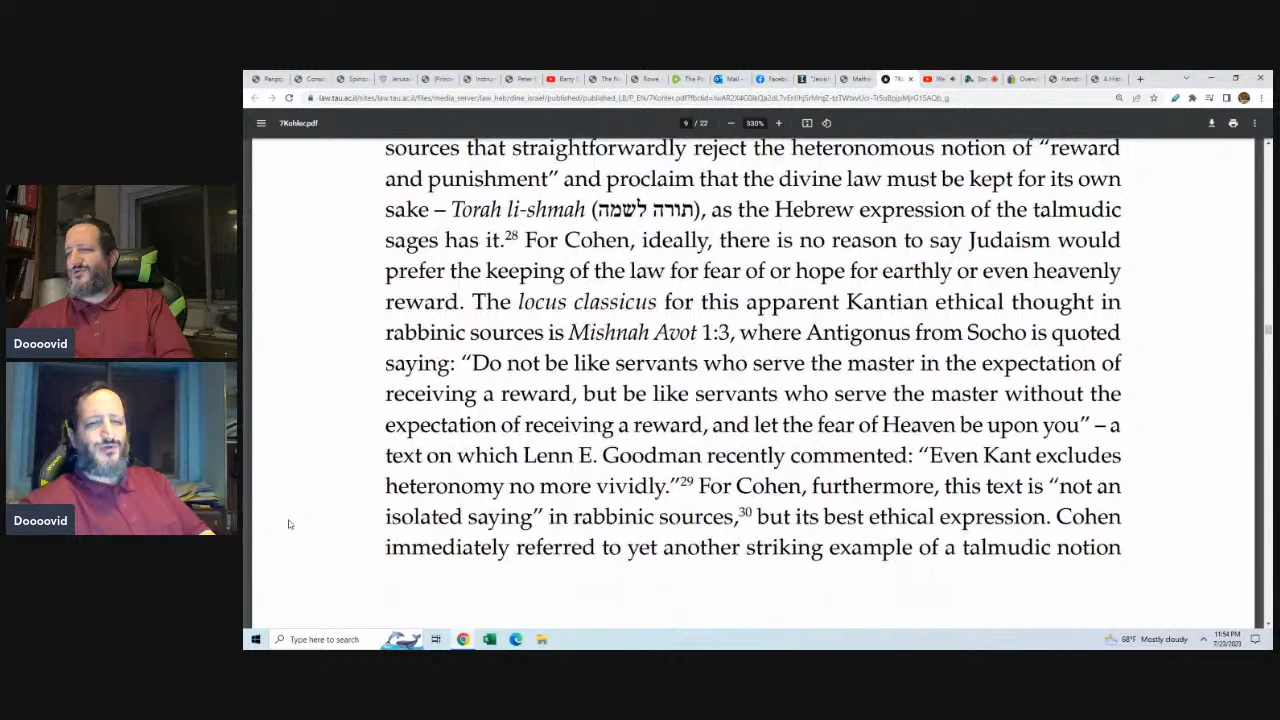 7Kohler.pdf
9 / 22
330%
sources that straightforwardly reject the heteronomous notion of “reward
and punishment” and proclaim that the divine law must be kept for its own
sake – Torah li-shmah (תורה לשמה), as the Hebrew expression of the talmudic
sages has it.28 For Cohen, ideally, there is no reason to say Judaism would
prefer the keeping of the law for fear of or hope for earthly or even heavenly
reward. The locus classicus for this apparent Kantian ethical thought in
rabbinic sources is Mishnah Avot 1:3, where Antigonus from Socho is quoted
saying: “Do not be like servants who serve the master in the expectation of
receiving a reward, but be like servants who serve the master without the
expectation of receiving a reward, and let the fear of Heaven be upon you” – a
text on which Lenn E. Goodman recently commented: “Even Kant excludes
heteronomy no more vividly.”29 For Cohen, furthermore, this text is “not an
isolated saying” in rabbinic sources,30 but its best ethical expression. Cohen
immediately referred to yet another striking example of a talmudic notion
Doooovid
Doooovid
Type here to search
68°F Mostly cloudy
11:54 PM
7/23/2023